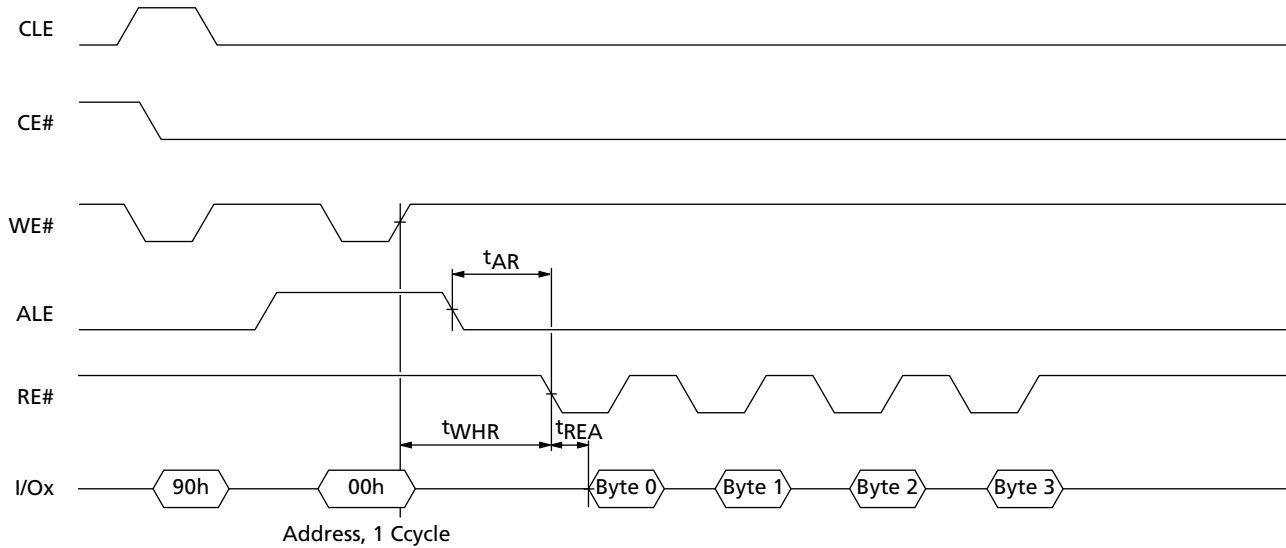 CLE
CE#
WE#
tAR
ALE
RE#
tWHR tREA
I/Ox 90h 00h Byte 0 Byte 1 Byte 2 Byte 3
Address, 1 Ccycle